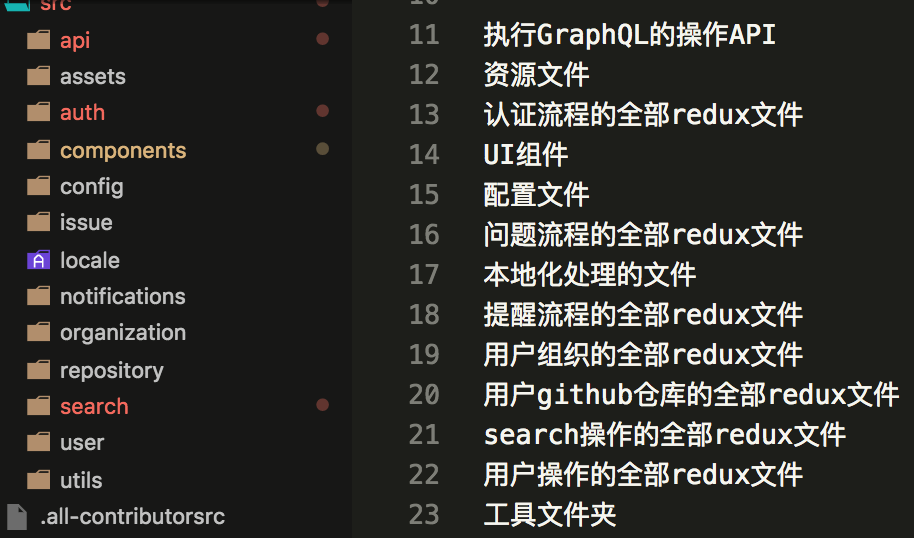 src
api
assets
auth
components
config
issue
locale
notifications
organization
repository
search
user
utils
.all-contributorsrc
11 执行GraphQL的操作API
12 资源文件
13 认证流程的全部redux文件
14 UI组件
15 配置文件
16 问题流程的全部redux文件
17 本地化处理的文件
18 提醒流程的全部redux文件
19 用户组织的全部redux文件
20 用户github仓库的全部redux文件
21 search操作的全部redux文件
22 用户操作的全部redux文件
23 工具文件夹